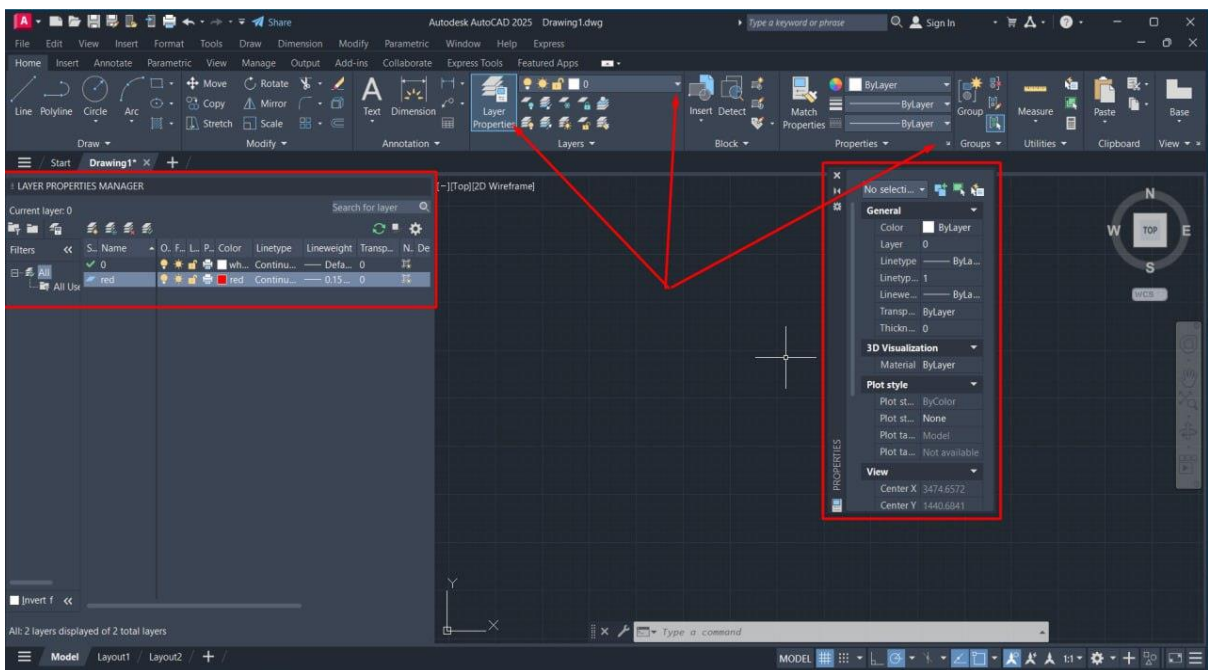 Share
Autodesk AutoCAD 2025 Drawing1.dwg
Type a keyword or phrase
Sign In
File Edit View Insert Format Tools Draw Dimension Modify Parametric Window Help Express
Home Insert Annotate Parametric View Manage Output Add-ins Collaborate Express Tools Featured Apps
Line Polyline Circle Arc
Move Rotate
Copy Mirror
Stretch Scale
Text Dimension
Layer Properties
0
Insert Detect
Match Properties
ByLayer
ByLayer
ByLayer
Group
Measure
Paste
Base
Draw Modify Annotation Layers Block Properties Groups Utilities Clipboard View
Start Drawing1* × +
LAYER PROPERTIES MANAGER
Current layer: 0
Search for layer
Filters « S.. Name O.. F... L... P... Color Linetype Lineweight Transp... N.. De
All
All Use
0 wh... Continu... Defa... 0
red red Continu... 0.15... 0
Invert f «
All: 2 layers displayed of 2 total layers
[−][Top][2D Wireframe]
No selecti...
General
Color ByLayer
Layer 0
Linetype ByLa...
Linetyp... 1
Linewe... ByLa...
Transp... ByLayer
Thickn... 0
3D Visualization
Material ByLayer
Plot style
Plot st... ByColor
Plot st... None
Plot ta... Model
Plot ta... Not available
View
Center X 3474.6572
Center Y 1440.6841
PROPERTIES
N
W TOP E
S
WCS
Y
X
Type a command
Model Layout1 Layout2 +
MODEL
1:1